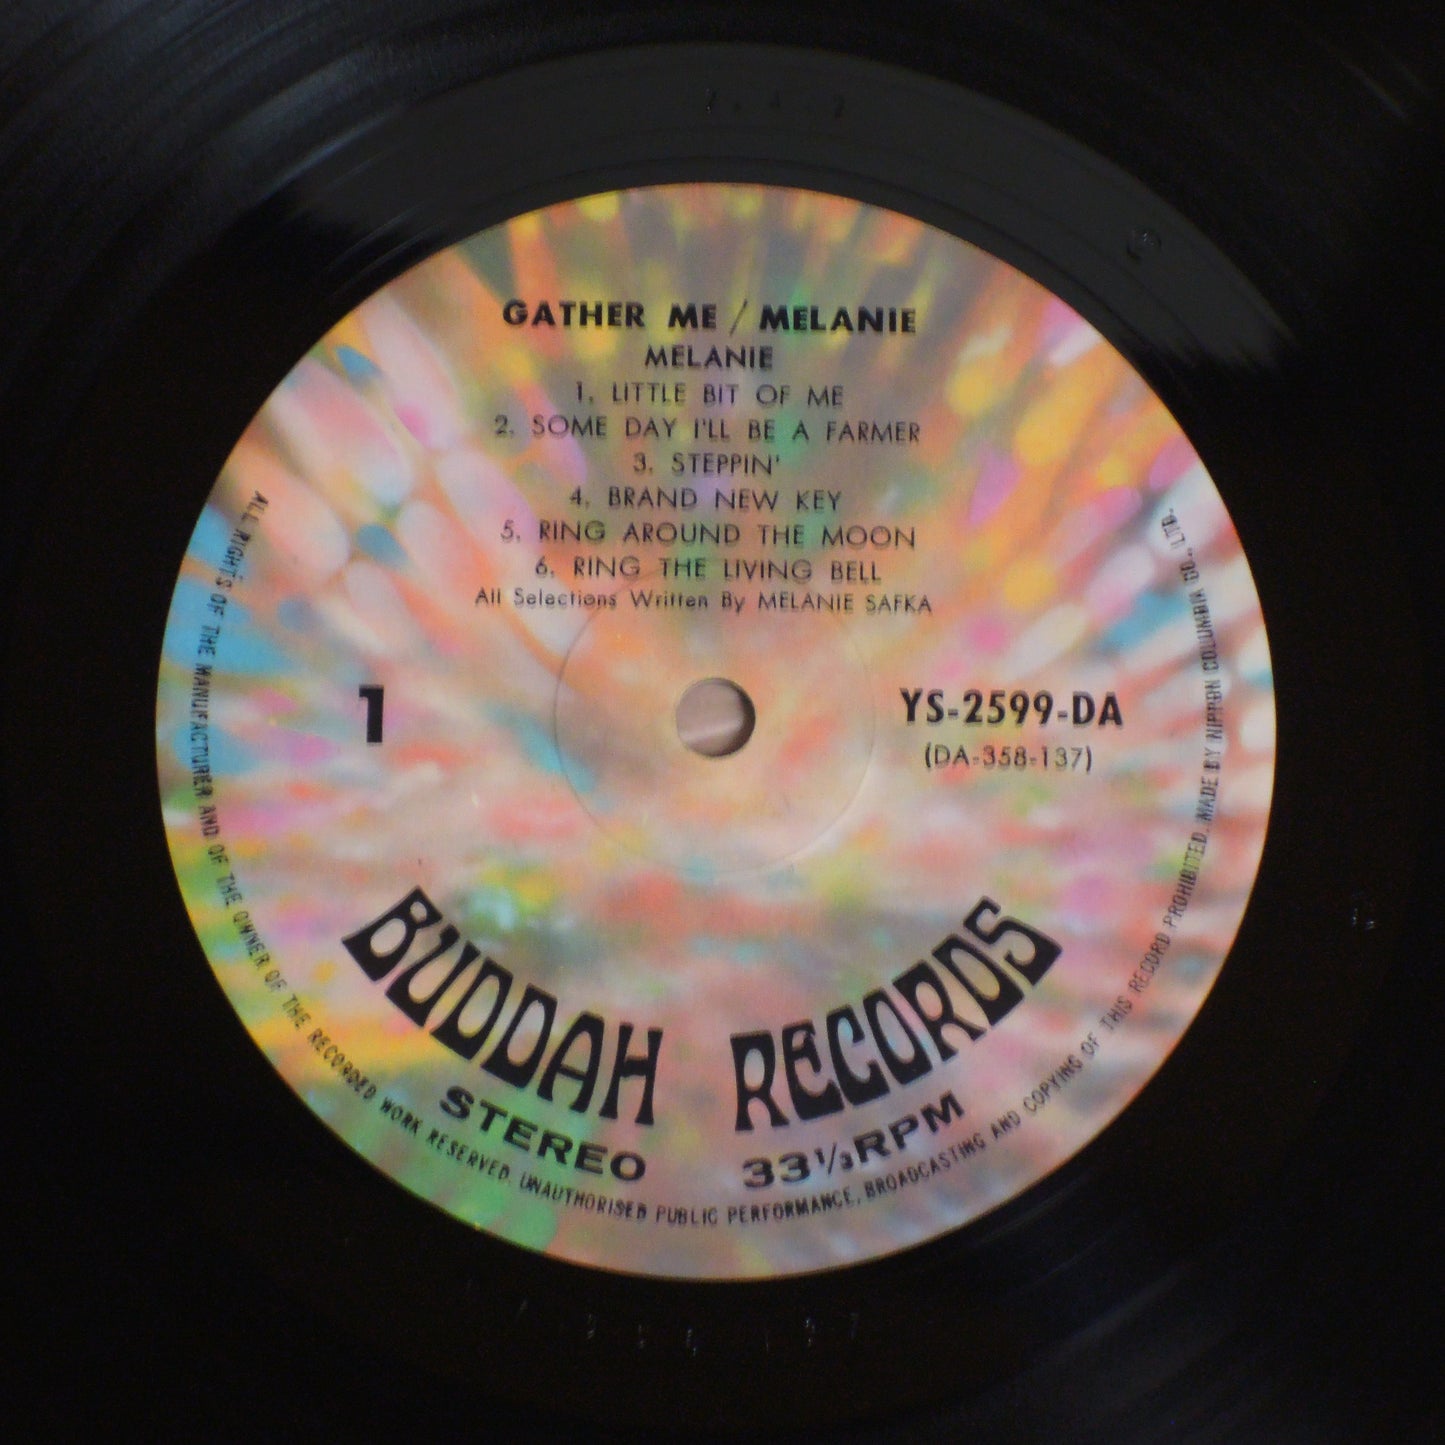 GATHER ME / MELANIE
MELANIE
1. LITTLE BIT OF ME
2. SOME DAY I'LL BE A FARMER
3. STEPPIN'
4. BRAND NEW KEY
5. RING AROUND THE MOON
6. RING THE LIVING BELL
All Selections Written By MELANIE SAFKA
1
YS-2599-DA
(DA-358-137)
BUDDAH RECORDS
STEREO
33 1/3 RPM
ALL RIGHTS OF THE MANUFACTURER AND OF THE OWNER OF THE RECORDED WORK RESERVED. UNAUTHORISED PUBLIC PERFORMANCE, BROADCASTING AND COPYING OF THIS RECORD PROHIBITED. MADE BY NIPPON COLUMBIA CO., LTD.